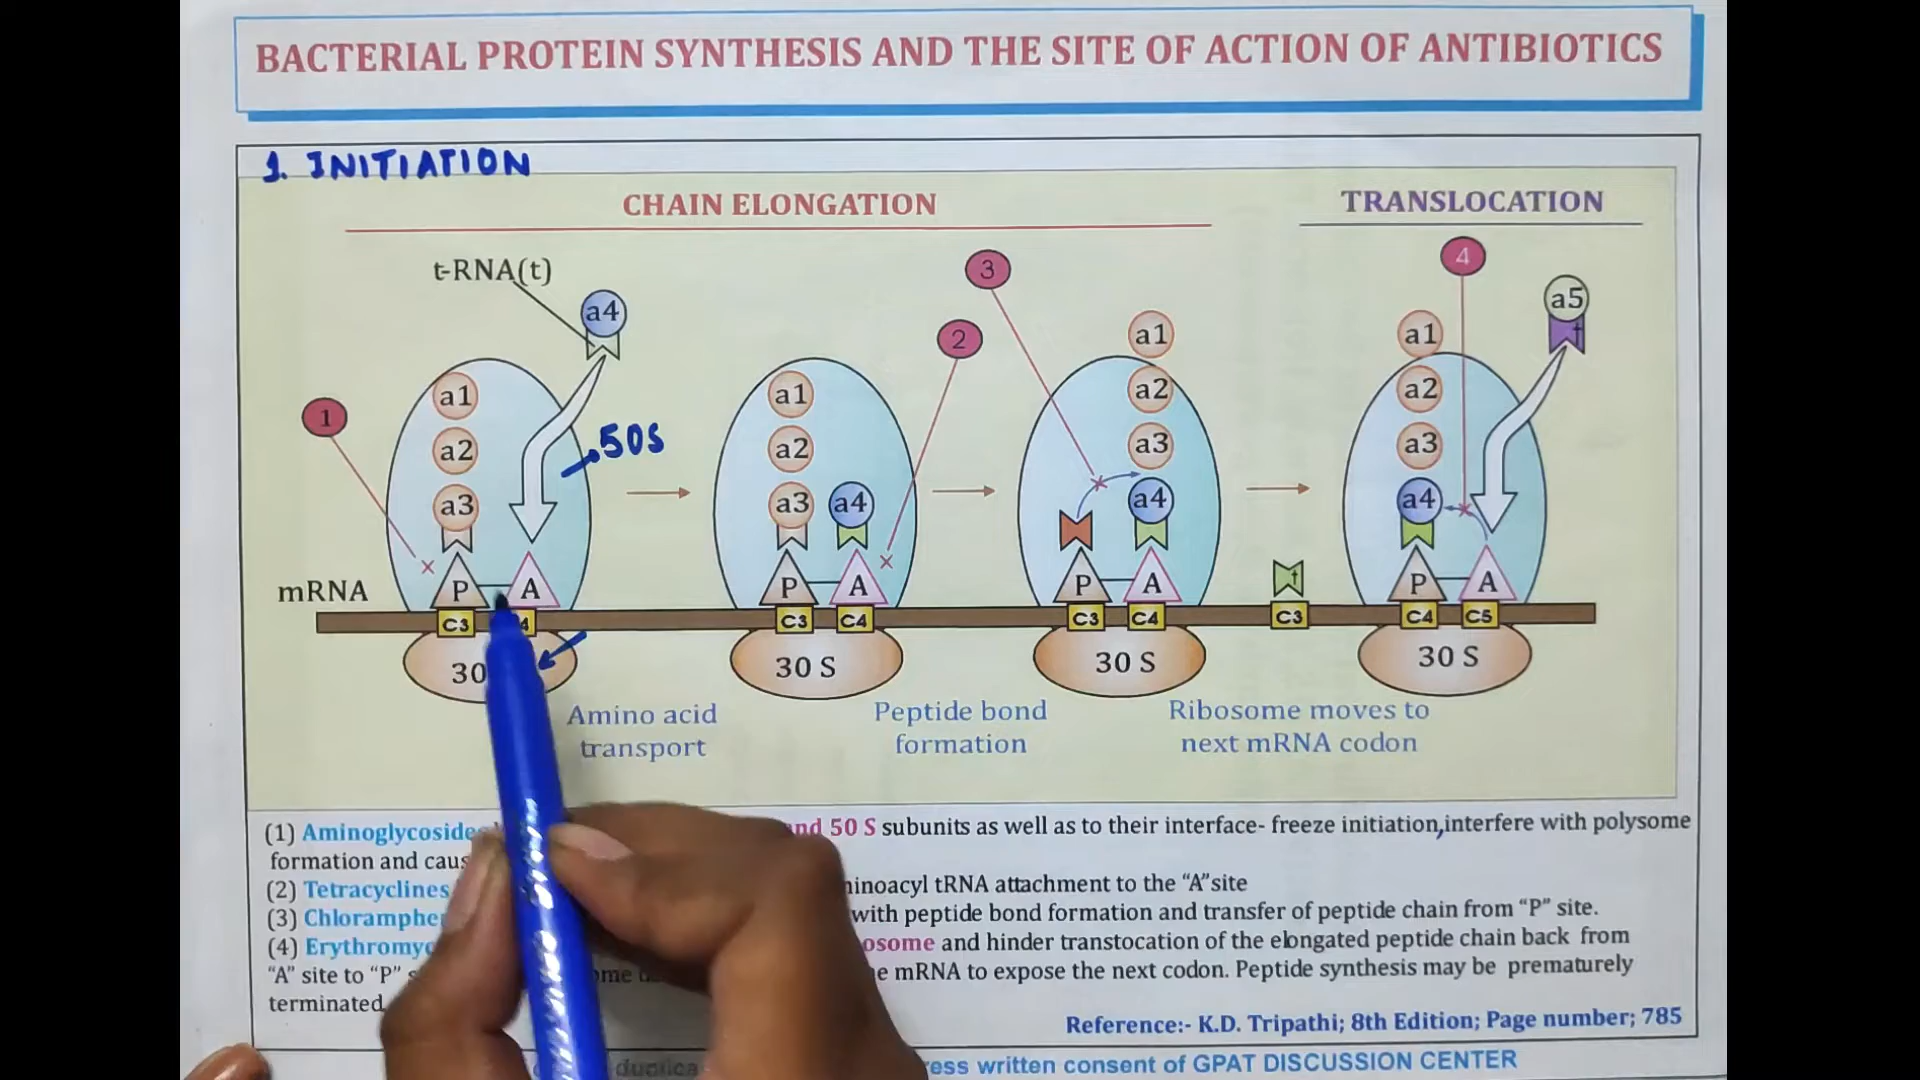 BACTERIAL PROTEIN SYNTHESIS AND THE SITE OF ACTION OF ANTIBIOTICS
1. INITIATION
CHAIN ELONGATION
TRANSLOCATION
t-RNA(t)
a4
1
a1
a2
a3
50S
P
A
mRNA
C3
4
30
Amino acid
transport
2
a1
a2
a3
a4
P
A
C3
C4
30 S
Peptide bond
formation
3
a1
a2
a3
a4
P
A
C3
C4
30 S
Ribosome moves to
next mRNA codon
t
C3
4
a5
t
a1
a2
a3
a4
P
A
C4
C5
30 S
(1) Aminoglycoside and 50 S subunits as well as to their interface- freeze initiation,interfere with polysome
formation and
(2) Tetracyclines tRNA attachment to the "A"site
(3) with peptide bond formation and transfer of peptide chain from "P" site.
(4) and hinder transtocation of the elongated peptide chain back from
"A" site to "P" mRNA to expose the next codon. Peptide synthesis may be prematurely
terminated
Reference:- K.D. Tripathi; 8th Edition; Page number; 785
written consent of GPAT DISCUSSION CENTER